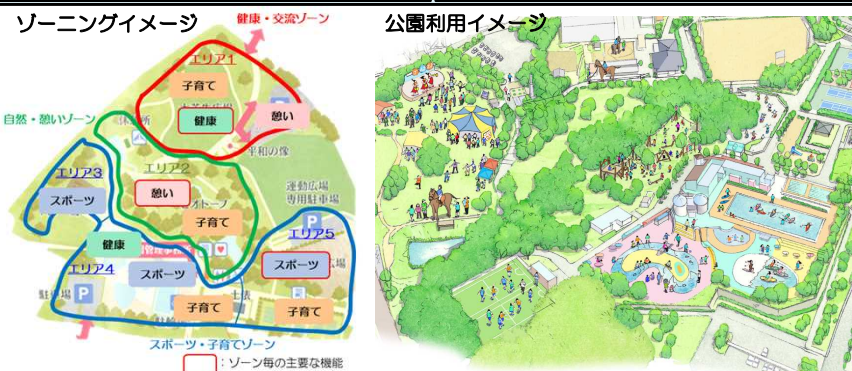 ゾーニングイメージ
公園利用イメージ
健康・交流ゾーン
エリア1
子育て
健康
憩い
自然・憩いゾーン
平和の像
エリア2
エリア3
憩い
スポーツ
運動広場
専用駐車場
子育て
健康
エリア5
エリア4
スポーツ
スポーツ
P
P
子育て
子育て
スポーツ・子育てゾーン
：ゾーン毎の主要な機能